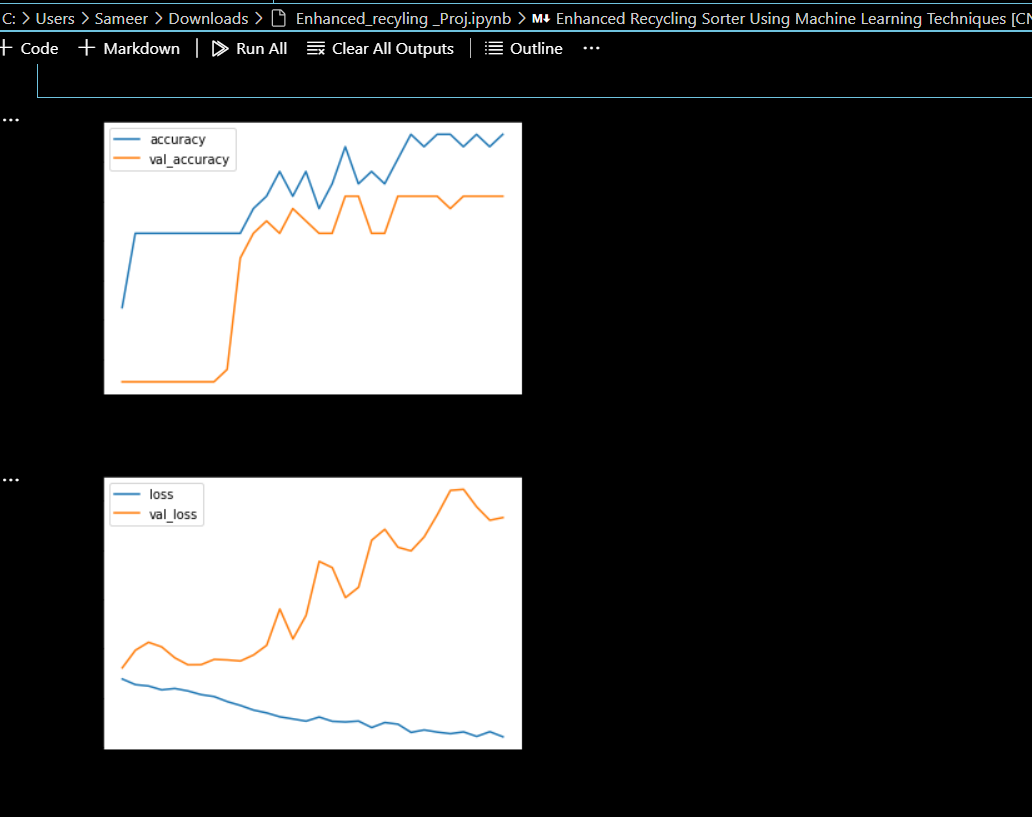 C: > Users > Sameer > Downloads > Enhanced_recyling _Proj.ipynb > M↓ Enhanced Recycling Sorter Using Machine Learning Techniques [CN
+ Code + Markdown | Run All Clear All Outputs | Outline ...
...
accuracy
val_accuracy
...
loss
val_loss